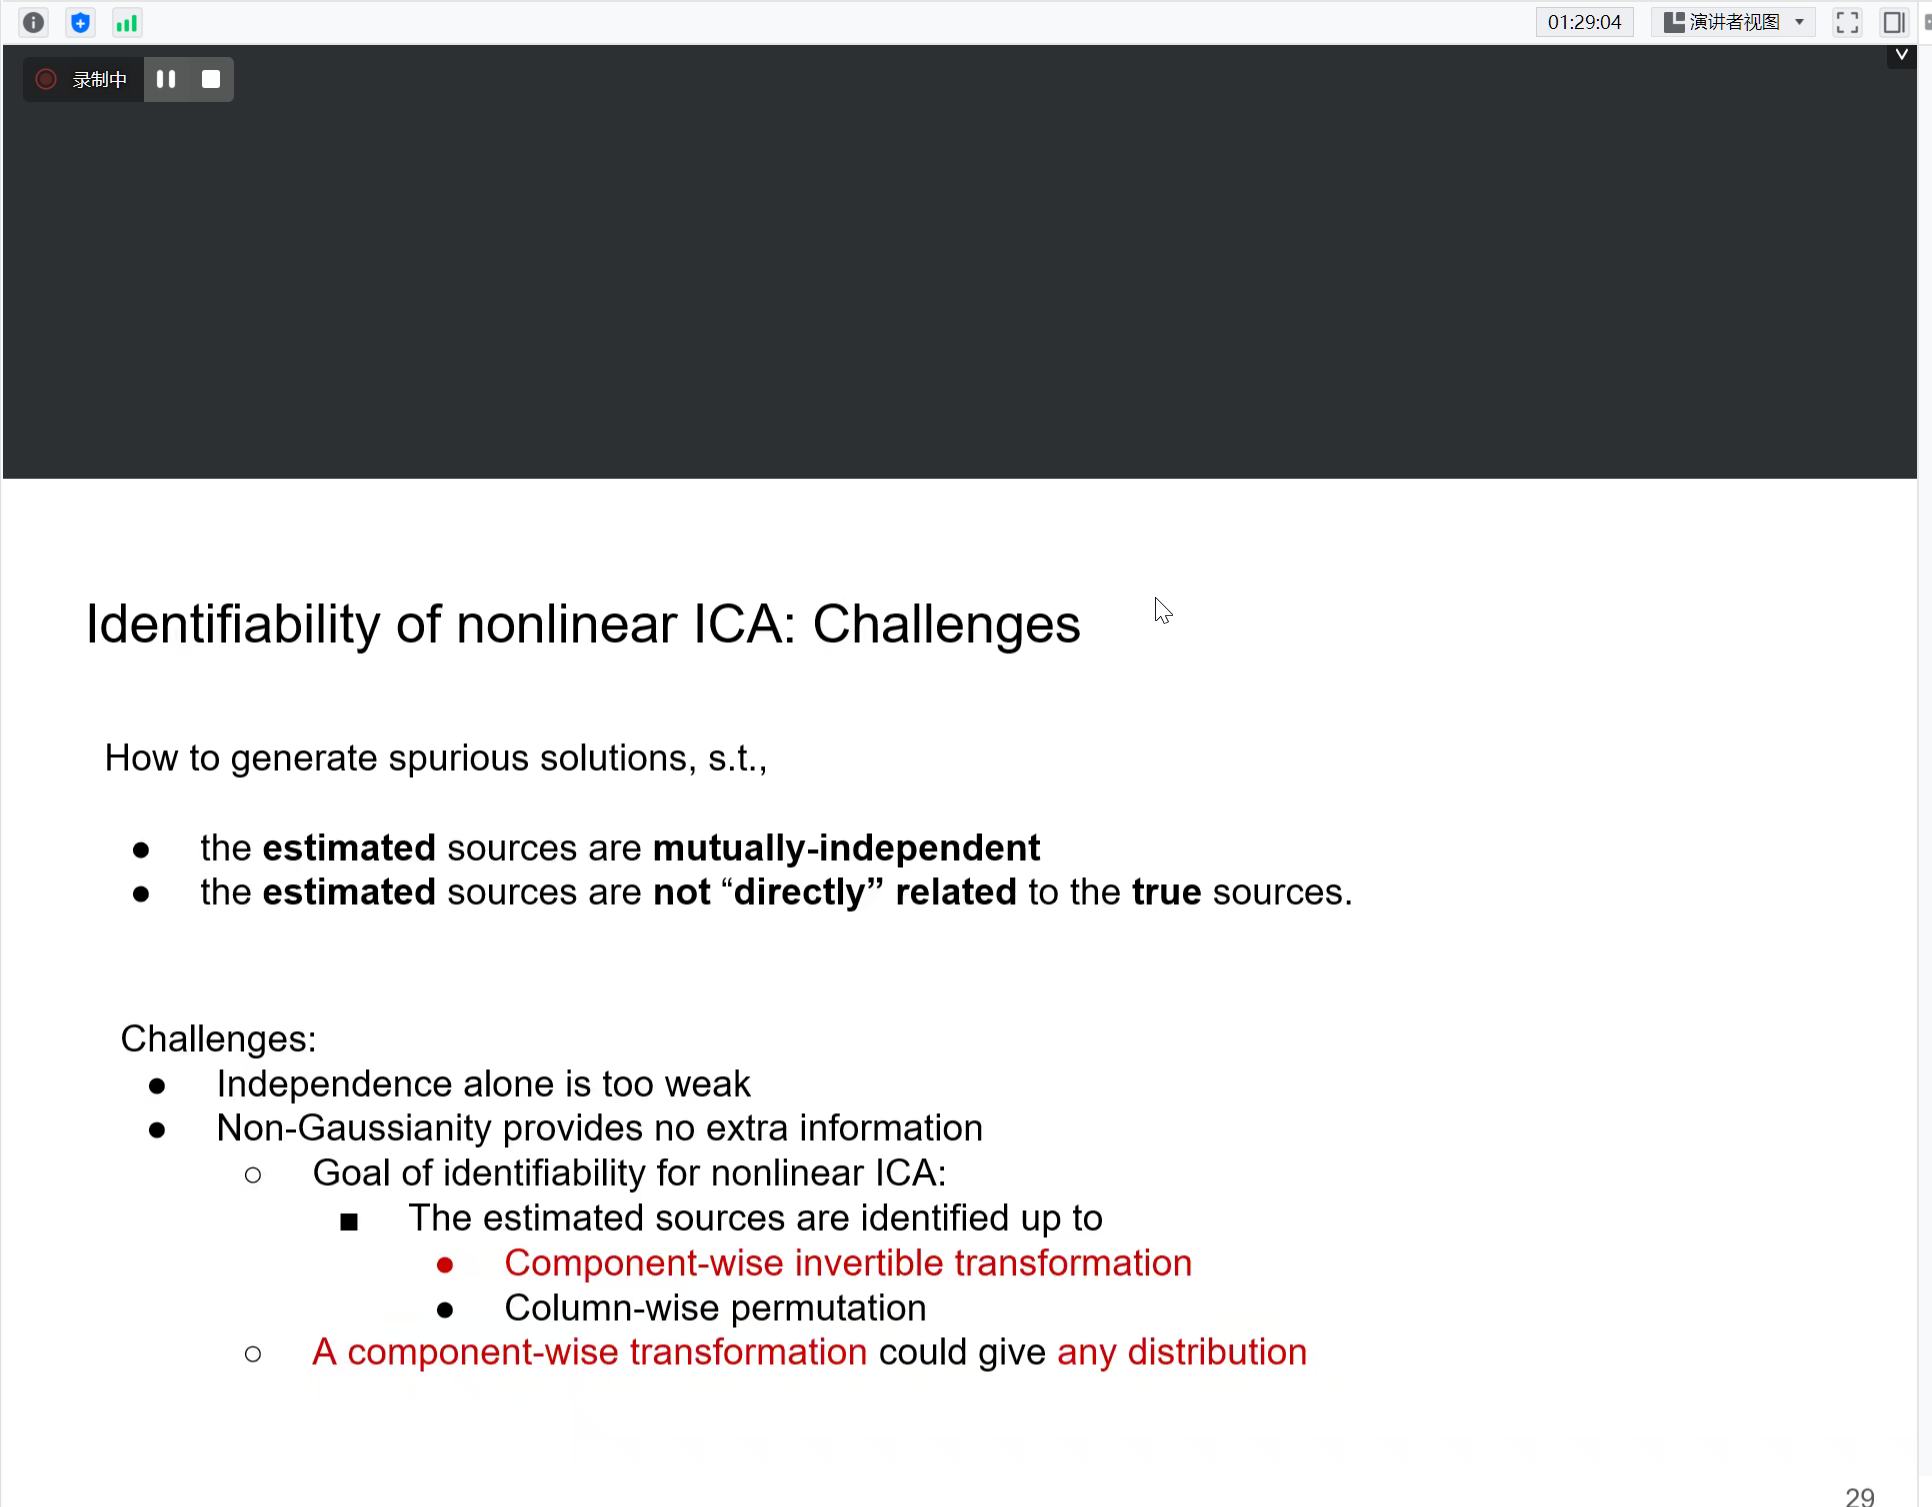 01:29:04
演讲者视图
录制中
Identifiability of nonlinear ICA: Challenges
How to generate spurious solutions, s.t.,
● the estimated sources are mutually-independent
● the estimated sources are not “directly” related to the true sources.
Challenges:
● Independence alone is too weak
● Non-Gaussianity provides no extra information
○ Goal of identifiability for nonlinear ICA:
■ The estimated sources are identified up to
● Component-wise invertible transformation
● Column-wise permutation
○ A component-wise transformation could give any distribution
29